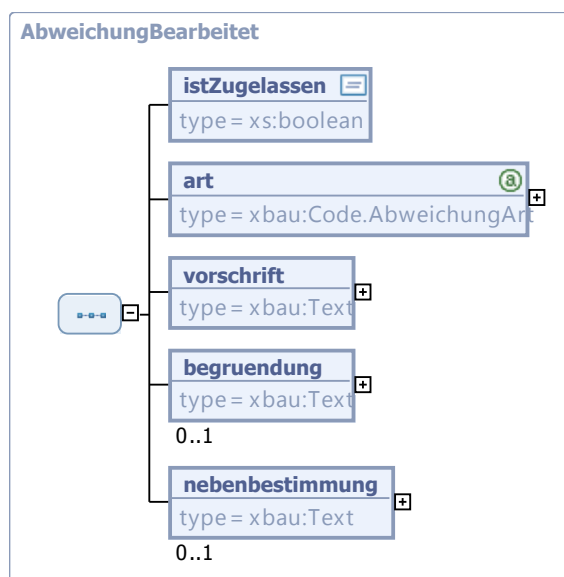 AbweichungBearbeitet
istZugelassen
type = xs:boolean
art
type = xbau:Code.AbweichungArt
vorschrift
type = xbau:Text
begruendung
type = xbau:Text
0..1
nebenbestimmung
type = xbau:Text
0..1